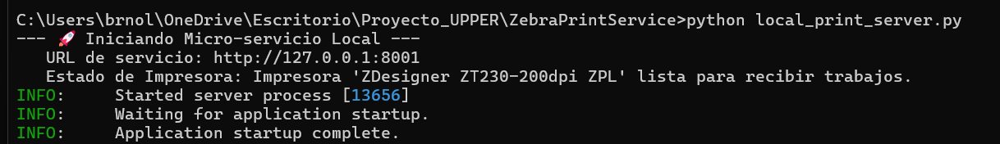 C:\Users\brnol\OneDrive\Escritorio\Proyecto_UPPER\ZebraPrintService>python local_print_server.py
--- 🚀 Iniciando Micro-servicio Local ---
   URL de servicio: http://127.0.0.1:8001
   Estado de Impresora: Impresora 'ZDesigner ZT230-200dpi ZPL' lista para recibir trabajos.
INFO:     Started server process [13656]
INFO:     Waiting for application startup.
INFO:     Application startup complete.